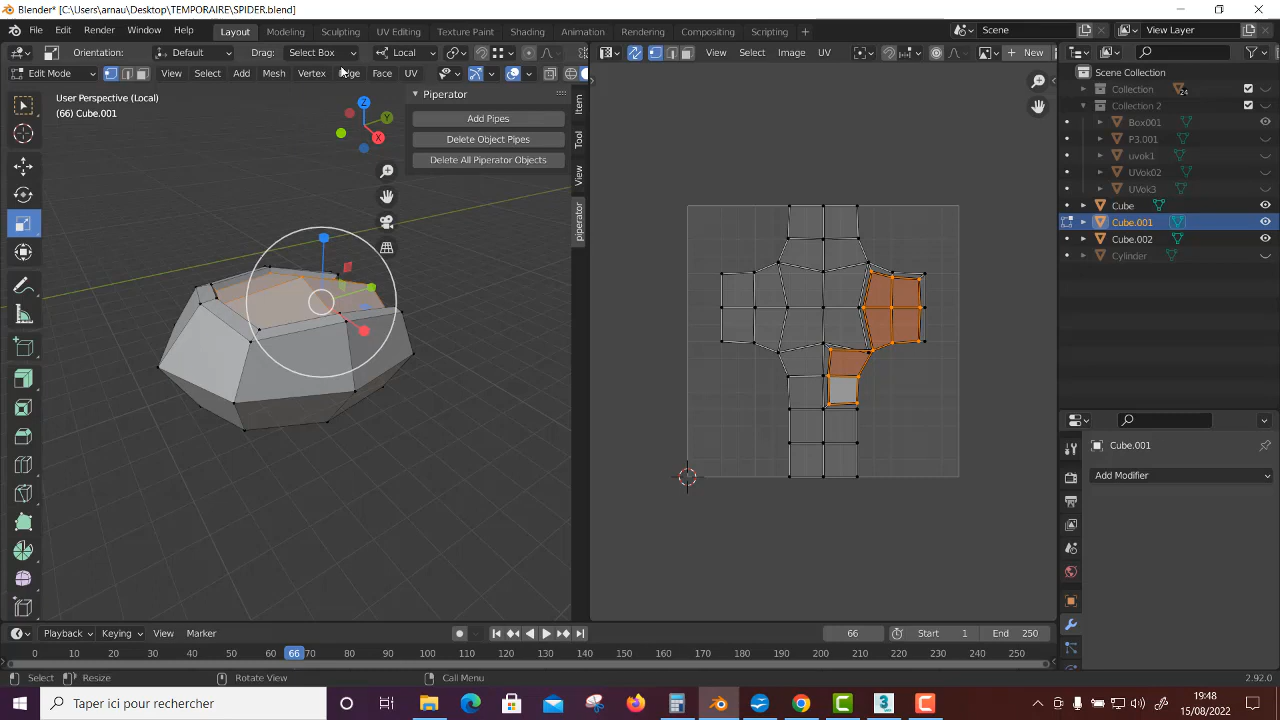 Blender* [C:\Users\arnau\Desktop\TEMPORAIRE\SPIDER.blend]
File Edit Render Window Help Layout Modeling Sculpting UV Editing Texture Paint Shading Animation Rendering Compositing Scripting Scene View Layer
Orientation: Default Drag: Select Box Local View Select Image UV New
Edit Mode View Select Add Mesh Vertex Edge Face UV
Scene Collection
Collection 24
Collection 2
Box001
P3.001
uvok1
UVok02
UVok3
Cube
Cube.001
Cube.002
Cylinder
User Perspective (Local)
(66) Cube.001
Z
Y
X
Piperator
Add Pipes
Delete Object Pipes
Delete All Piperator Objects
Item
Tool
View
piperator
Cube.001
Add Modifier
Playback Keying View Marker 66 Start 1 End 250
0 10 20 30 40 50 60 66 70 80 90 100 110 120 130 140 150 160 170 180 190 200 210 220 230 240 250
Select Resize Rotate View Call Menu 2.92.0
Taper ici pour rechercher
19:48
15/08/2022